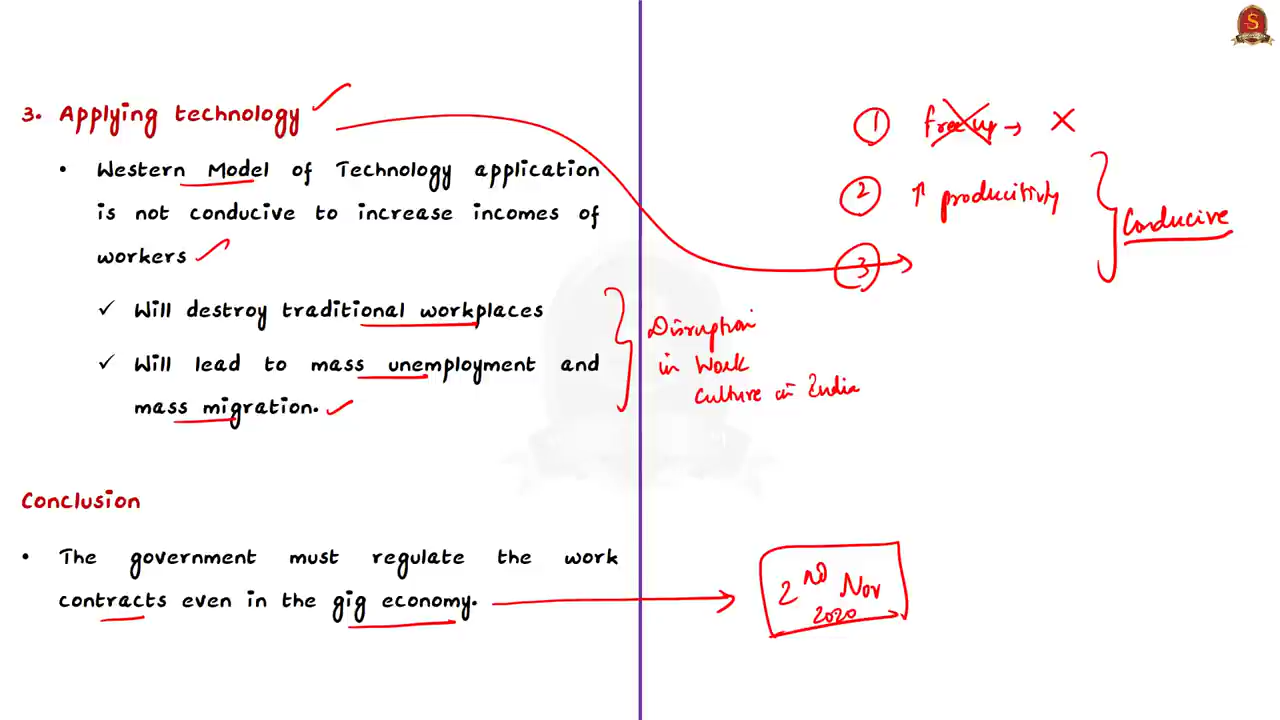 3. Applying technology
• Western Model of Technology application
is not conducive to increase incomes of
workers
✓ Will destroy traditional workplaces
✓ Will lead to mass unemployment and
mass migration.
Conclusion
• The government must regulate the work
contracts even in the gig economy.
① Free up → ×
② ↑ productivity
③
Conducive
Disruption
in Work
Culture in India
2nd Nov
2020
S